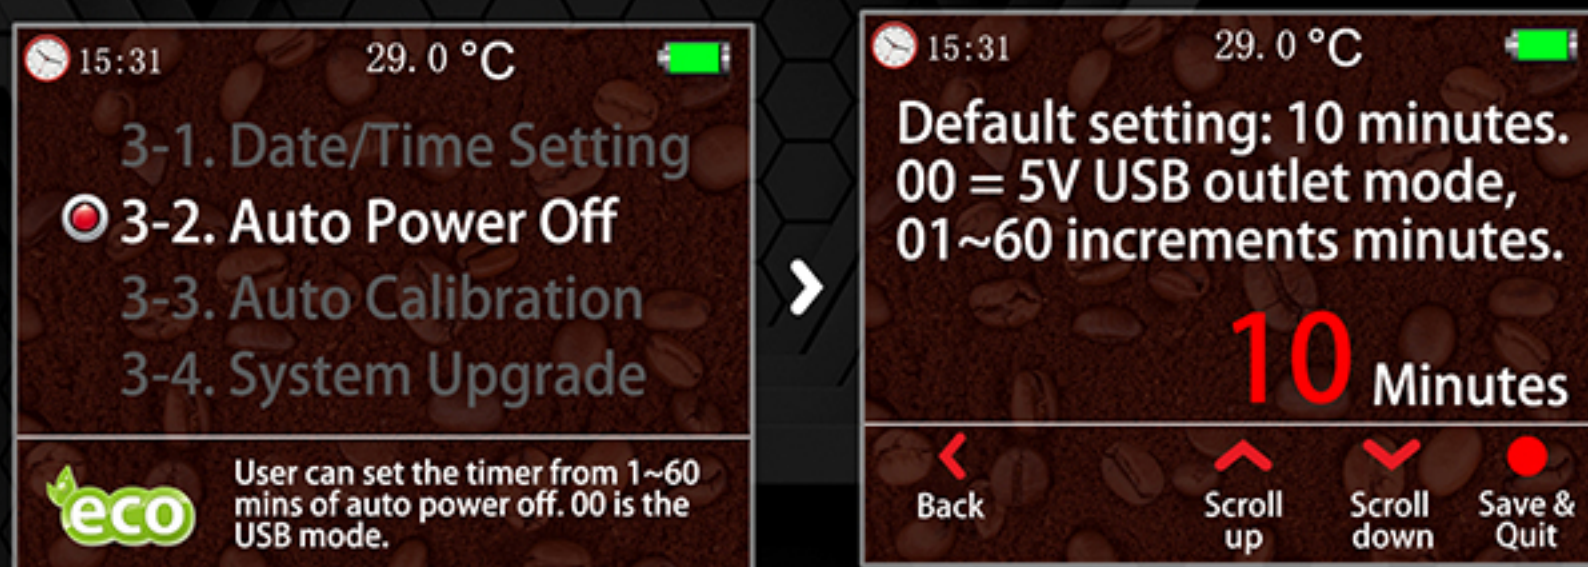 15:31 29.0 °C
3-1. Date/Time Setting
3-2. Auto Power Off
3-3. Auto Calibration
3-4. System Upgrade
eco
User can set the timer from 1~60
mins of auto power off. 00 is the
USB mode.
15:31 29.0 °C
Default setting: 10 minutes.
00 = 5V USB outlet mode,
01~60 increments minutes.
10 Minutes
Back
Scroll
up
Scroll
down
Save &
Quit